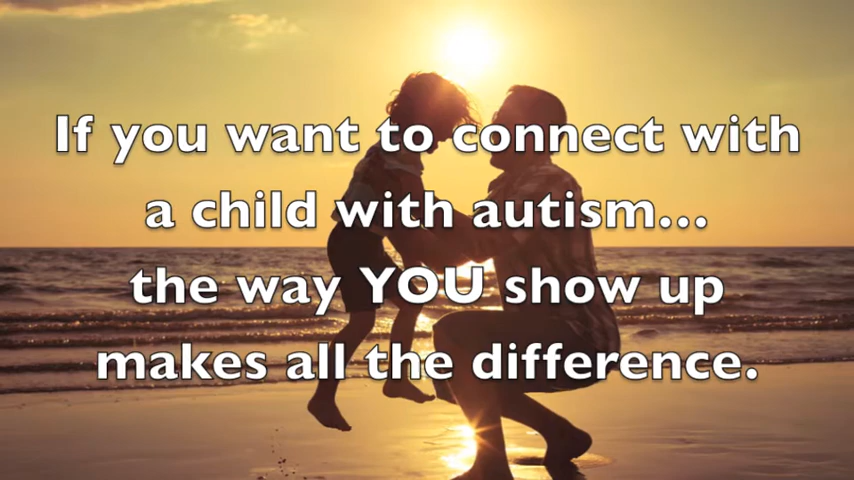 If you want to connect with
a child with autism...
the way YOU show up
makes all the difference.